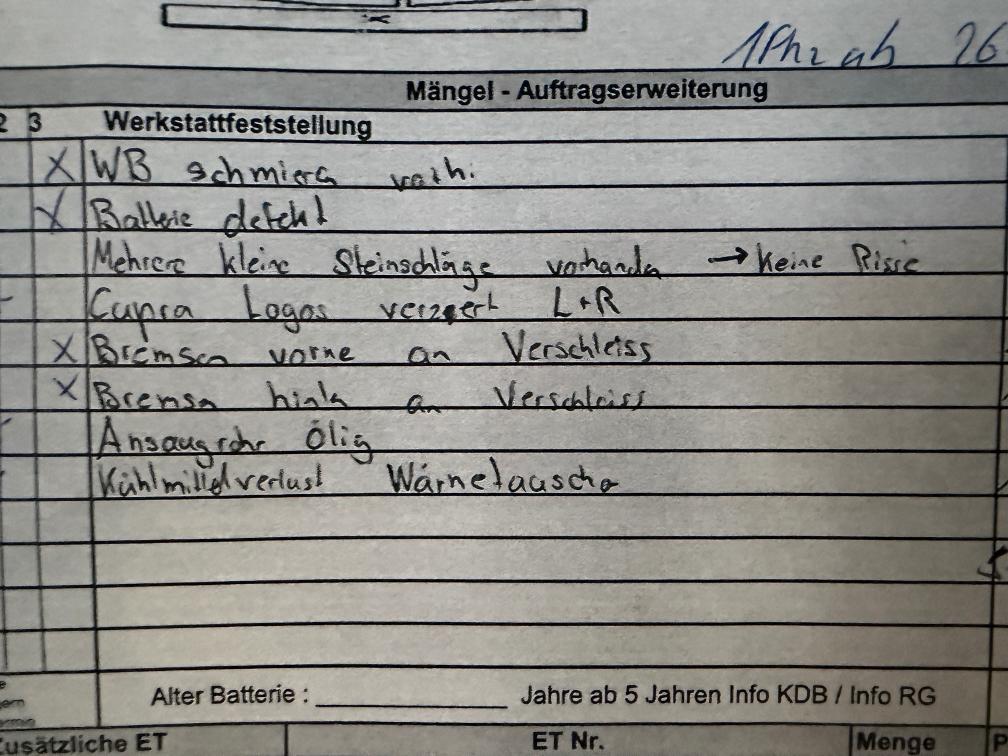 1Phz ab 26
Mängel - Auftragserweiterung
2 3 Werkstattfeststellung
X WB schmiern vo+h.
X Batterie defekt
Mehrere kleine Steinschläge vorhanden → keine Risse
Cupra Logos verzeert L+R
X Bremsen vorne an Verschleiss
X Bremsen hinten an Verschleiss
Ansaugrohr Ölig
Kühlmittelverlust Wärmetauscher
Alter Batterie : Jahre ab 5 Jahren Info KDB / Info RG
Zusätzliche ET ET Nr. Menge